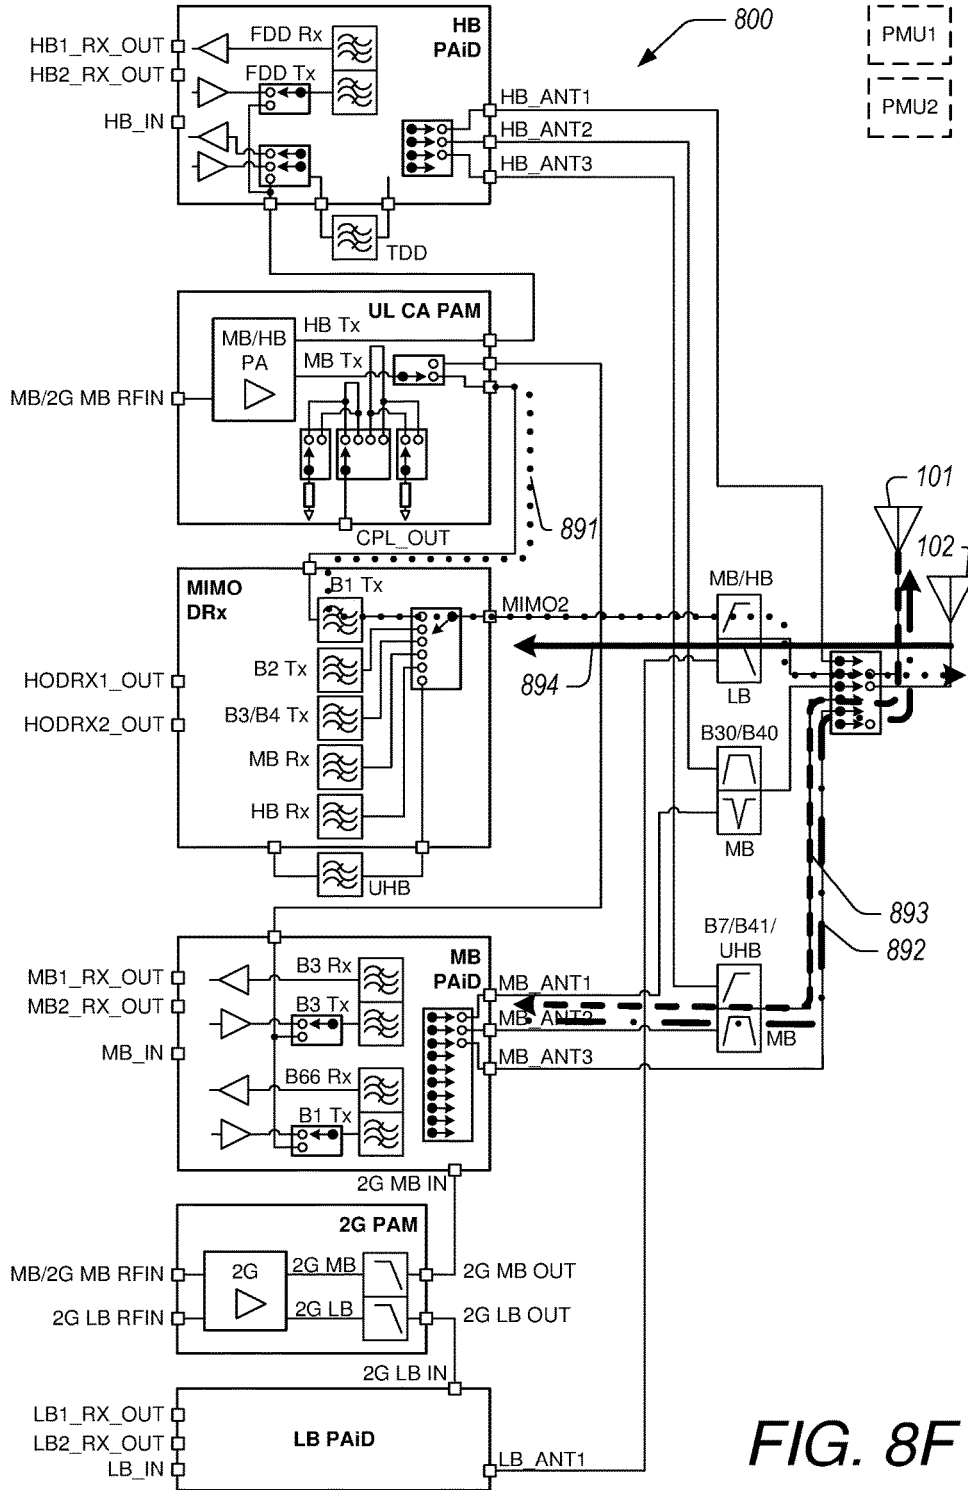 800
PMU1
PMU2
HB
PAiD
HB1_RX_OUT
HB2_RX_OUT
HB_IN
FDD Rx
FDD Tx
HB_ANT1
HB_ANT2
HB_ANT3
TDD
UL CA PAM
HB Tx
MB/HB
PA
MB Tx
MB/2G MB RFIN
CPL_OUT
891
101
102
MIMO
DRx
B1 Tx
MIMO2
MB/HB
B2 Tx
894
LB
HODRX1_OUT
HODRX2_OUT
B3/B4 Tx
MB Rx
HB Rx
B30/B40
MB
UHB
893
892
B7/B41/
UHB
MB
MB
PAiD
MB1_RX_OUT
MB2_RX_OUT
MB_IN
B3 Rx
B3 Tx
B66 Rx
B1 Tx
MB_ANT1
MB_ANT2
MB_ANT3
2G MB IN
2G PAM
MB/2G MB RFIN
2G LB RFIN
2G
2G MB
2G LB
2G MB OUT
2G LB OUT
2G LB IN
LB1_RX_OUT
LB2_RX_OUT
LB_IN
LB PAiD
LB_ANT1
FIG. 8F